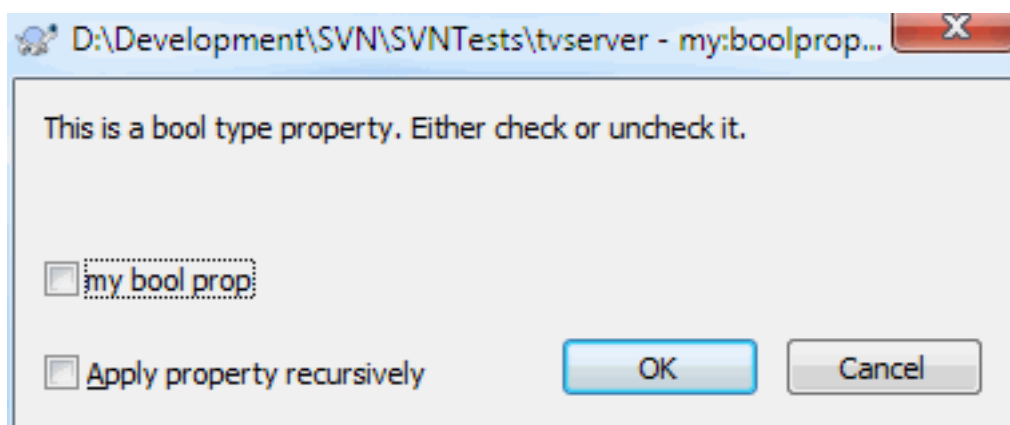 D:\Development\SVN\SVNTests\tvserver - my:boolprop...
This is a bool type property. Either check or uncheck it.
my bool prop
Apply property recursively
OK
Cancel